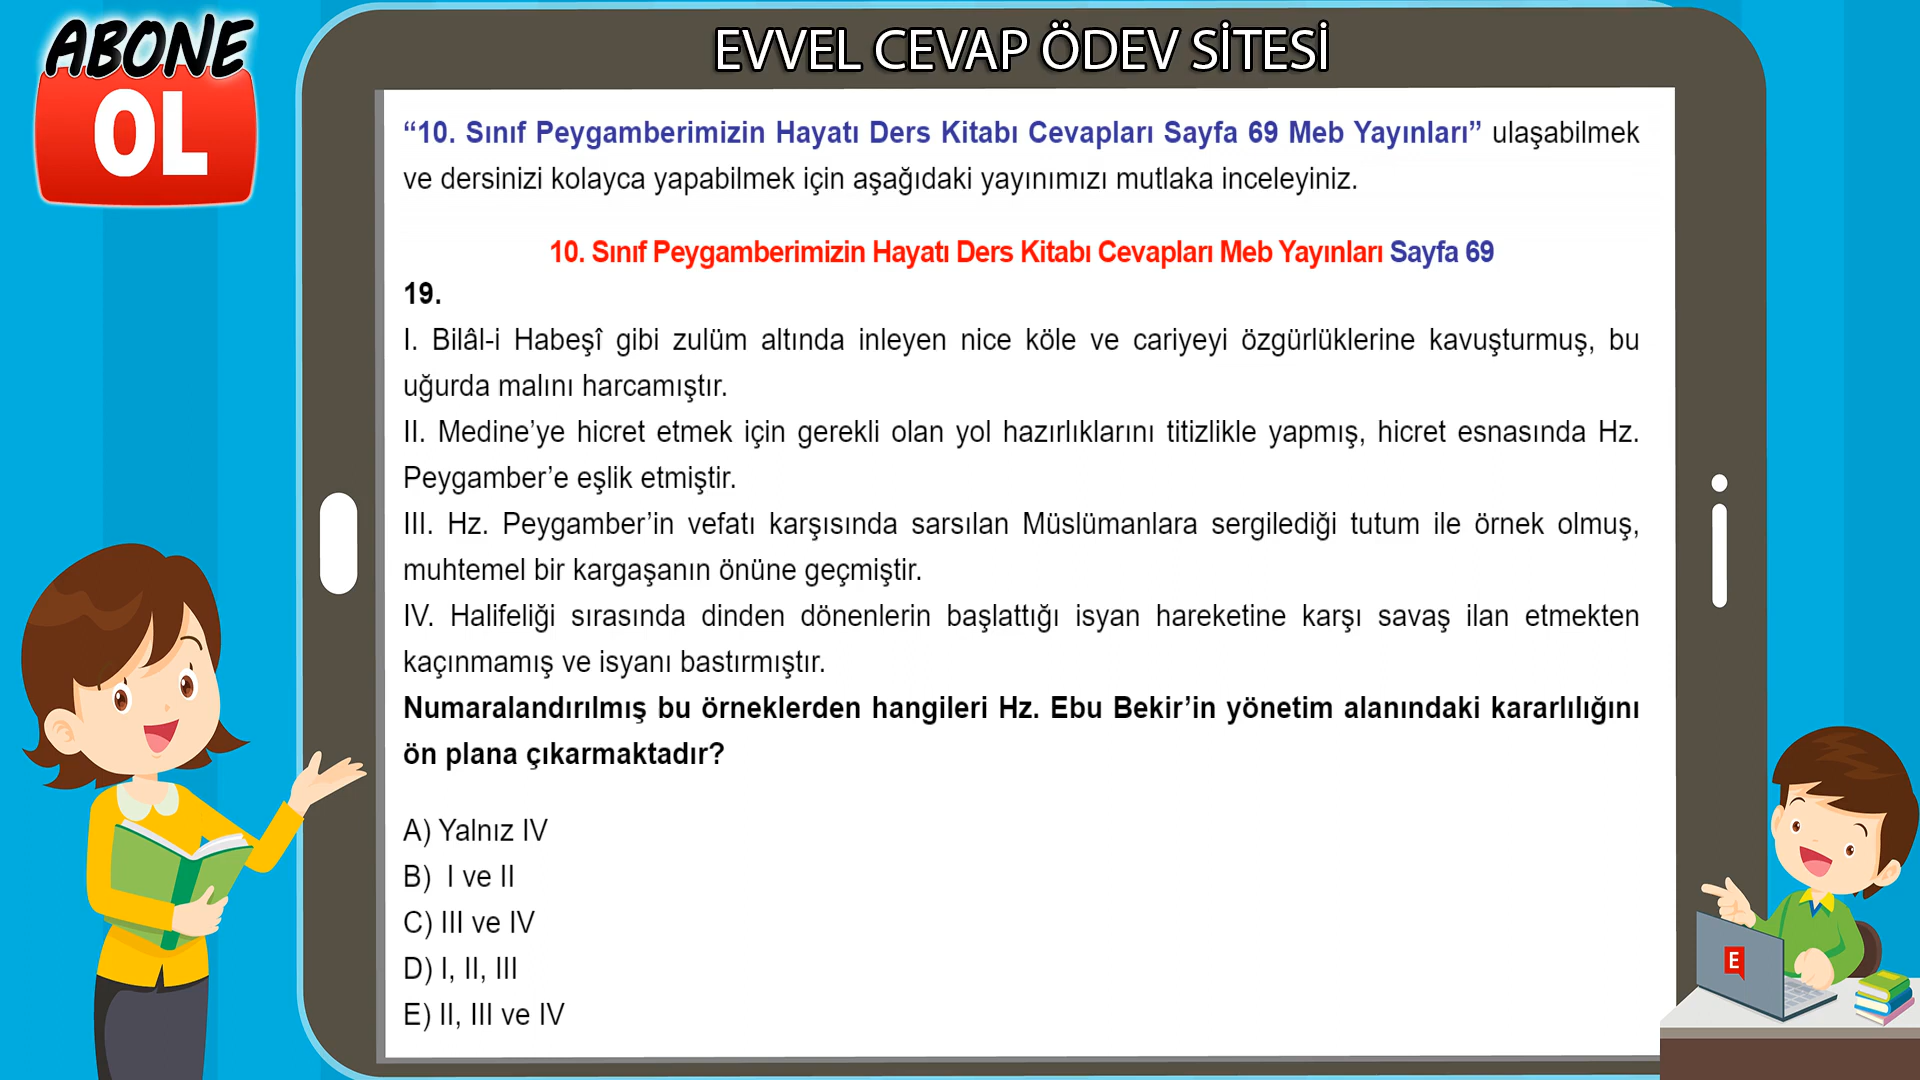 ABONE
OL
EVVEL CEVAP ÖDEV SİTESİ
“10. Sınıf Peygamberimizin Hayatı Ders Kitabı Cevapları Sayfa 69 Meb Yayınları” ulaşabilmek
ve dersinizi kolayca yapabilmek için aşağıdaki yayınımızı mutlaka inceleyiniz.
10. Sınıf Peygamberimizin Hayatı Ders Kitabı Cevapları Meb Yayınları Sayfa 69
19.
I. Bilâl-i Habeşî gibi zulüm altında inleyen nice köle ve cariyeyi özgürlüklerine kavuşturmuş, bu
uğurda malını harcamıştır.
II. Medine’ye hicret etmek için gerekli olan yol hazırlıklarını titizlikle yapmış, hicret esnasında Hz.
Peygamber’e eşlik etmiştir.
III. Hz. Peygamber’in vefatı karşısında sarsılan Müslümanlara sergilediği tutum ile örnek olmuş,
muhtemel bir kargaşanın önüne geçmiştir.
IV. Halifeliği sırasında dinden dönenlerin başlattığı isyan hareketine karşı savaş ilan etmekten
kaçınmamış ve isyanı bastırmıştır.
Numaralandırılmış bu örneklerden hangileri Hz. Ebu Bekir’in yönetim alanındaki kararlılığını
ön plana çıkarmaktadır?
A) Yalnız IV
B)  I ve II
C) III ve IV
D) I, II, III
E) II, III ve IV
E